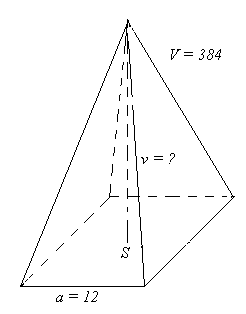 V = 384
v = ?
S
a = 12